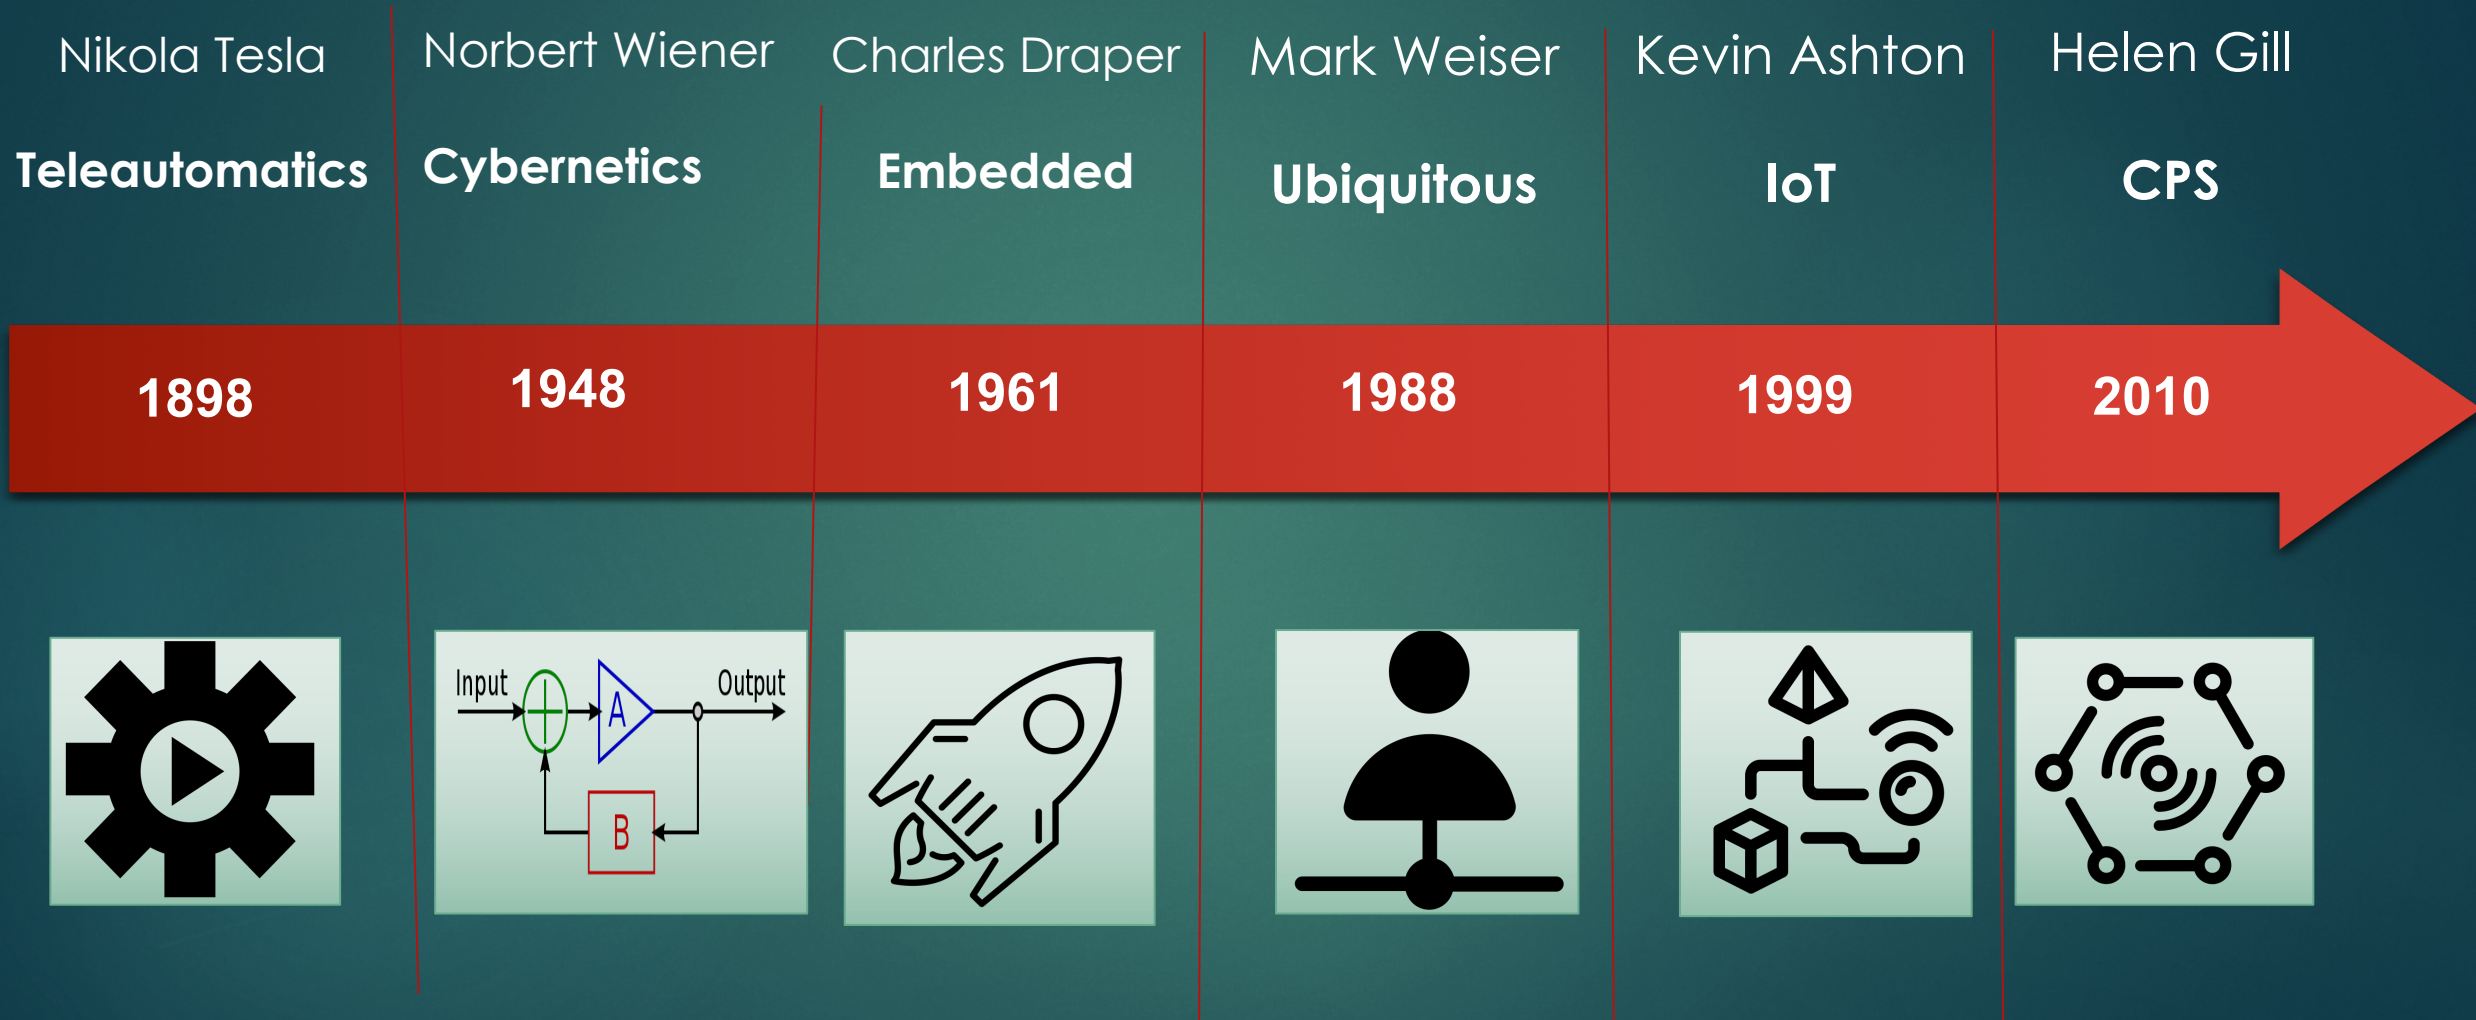 Nikola Tesla
Norbert Wiener
Charles Draper
Mark Weiser
Kevin Ashton
Helen Gill
Teleautomatics
Cybernetics
Embedded
Ubiquitous
IoT
CPS
1898
1948
1961
1988
1999
2010
Input
A
Output
B